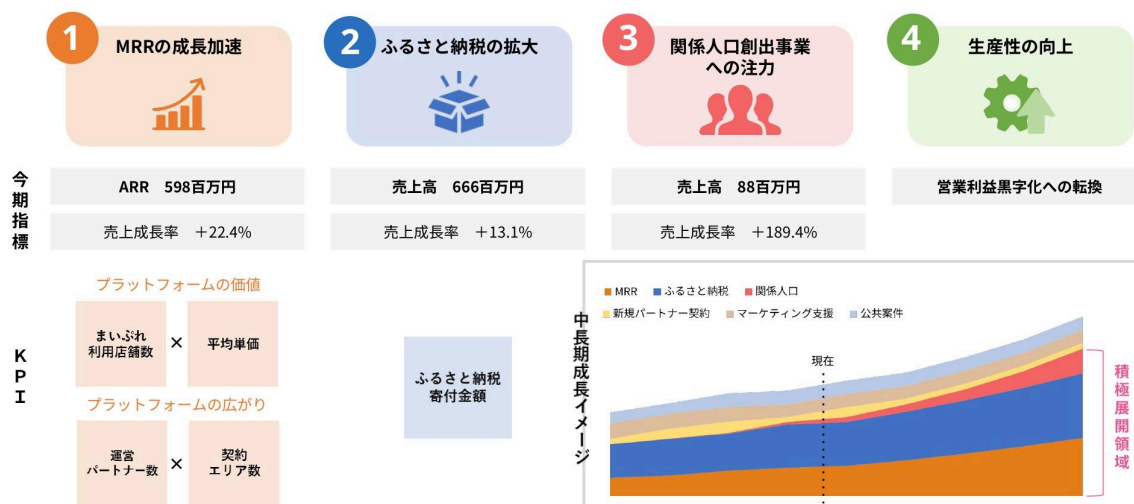 1
MRRの成長加速
2
ふるさと納税の拡大
3
関係人口創出事業
への注力
4
生産性の向上
今期指標
ARR 598百万円
売上高 666百万円
売上高 88百万円
営業利益黒字化への転換
売上成長率 +22.4%
売上成長率 +13.1%
売上成長率 +189.4%
KPI
プラットフォームの価値
まいぷれ
利用店舗数
×
平均単価
プラットフォームの広がり
運営
パートナー数
×
契約
エリア数
ふるさと納税
寄付金額
中長期成長イメージ
MRR ふるさと納税 関係人口
新規パートナー契約 マーケティング支援 公共案件
現在
積極展開領域